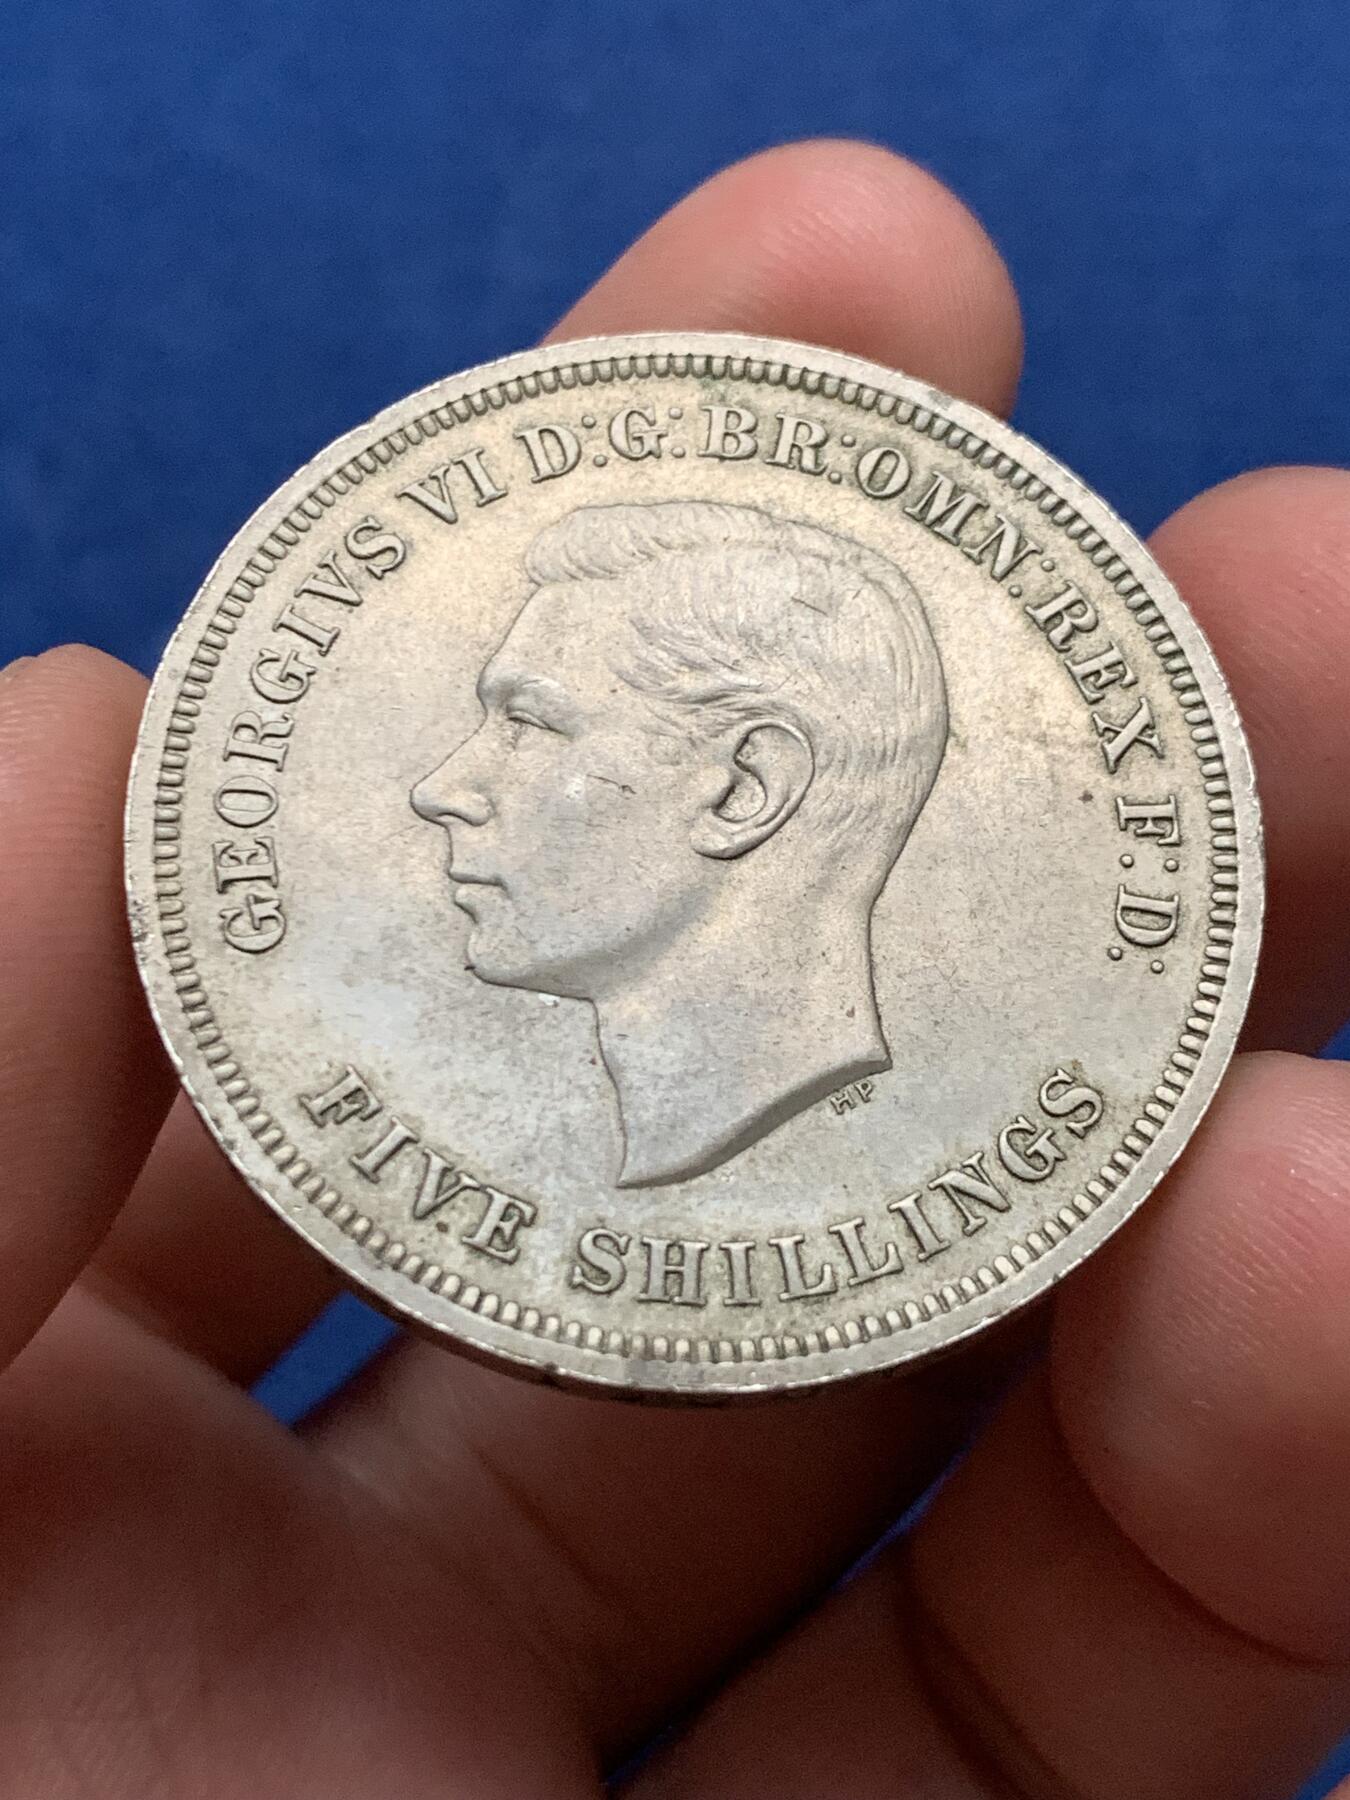 GEORGIVS VI D:G:BR:OMN:REX F:D:
HP
FIVE SHILLINGS